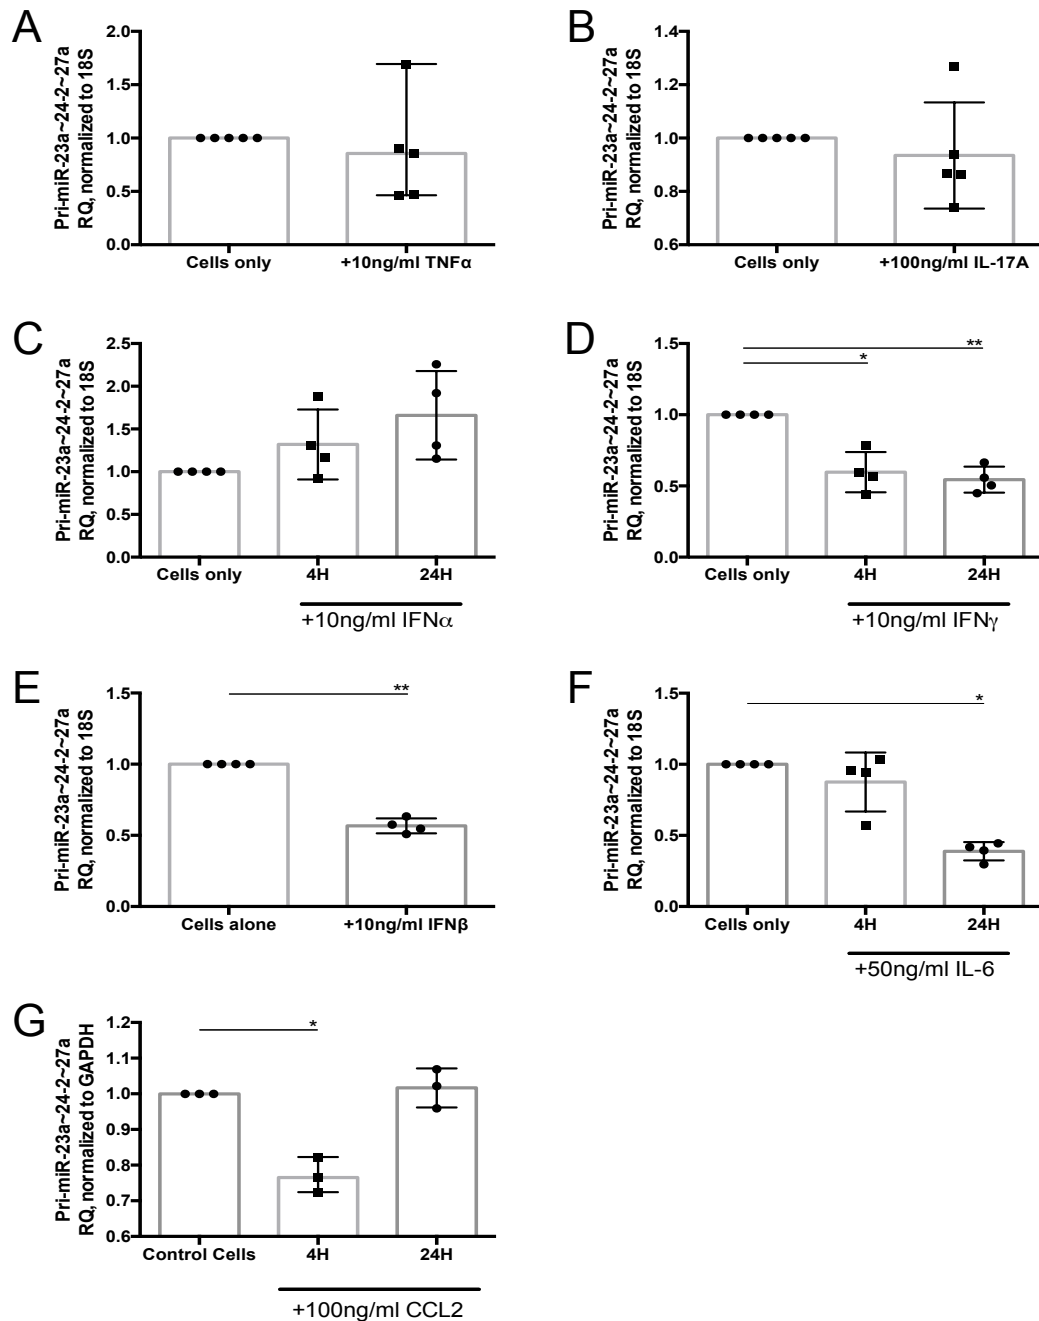 A
Pri-miR-23a~24-2~27a
RQ, normalized to 18S
2.0
1.5
1.0
0.5
0.0
Cells only
+10ng/ml TNFα
B
Pri-miR-23a~24-2~27a
RQ, normalized to 18S
1.4
1.2
1.0
0.8
0.6
Cells only
+100ng/ml IL-17A
C
Pri-miR-23a~24-2~27a
RQ, normalized to 18S
2.5
2.0
1.5
1.0
0.5
0.0
Cells only
4H
24H
+10ng/ml IFNα
D
Pri-miR-23a~24-2~27a
RQ, normalized to 18S
1.5
1.0
0.5
0.0
**
*
Cells only
4H
24H
+10ng/ml IFNγ
E
Pri-miR-23a~24-2~27a
RQ, normalized to 18S
1.5
1.0
0.5
0.0
**
Cells alone
+10ng/ml IFNβ
F
Pri-miR-23a~24-2~27a
RQ, normalized to 18S
1.5
1.0
0.5
0.0
*
Cells only
4H
24H
+50ng/ml IL-6
G
Pri-miR-23a~24-2~27a
RQ, normalized to GAPDH
1.2
1.1
1.0
0.9
0.8
0.7
0.6
*
Control Cells
4H
24H
+100ng/ml CCL2